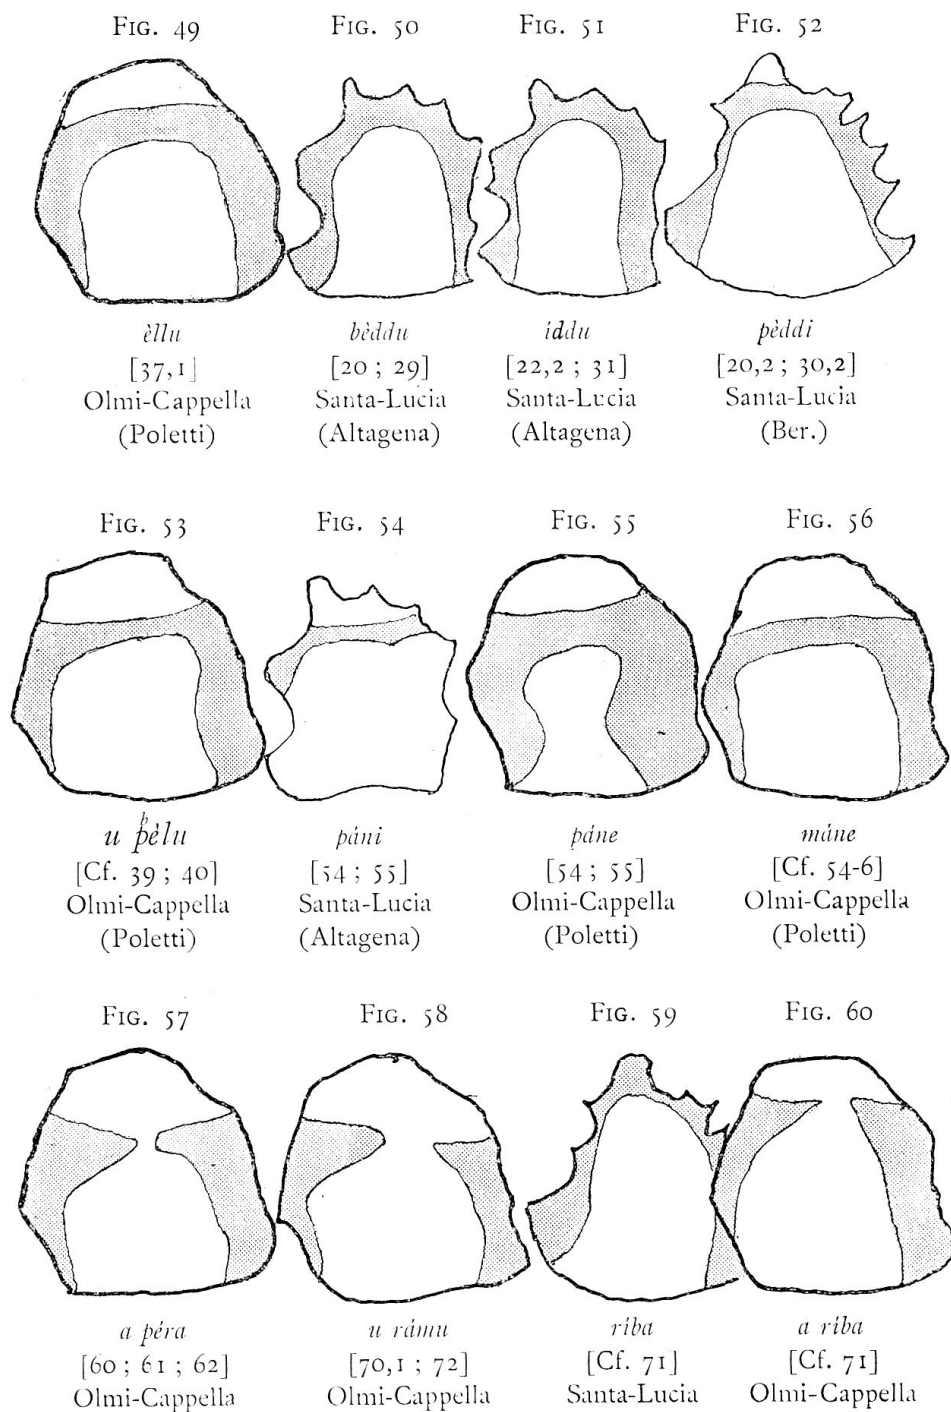 FIG. 49 FIG. 50 FIG. 51 FIG. 52
èllu bèddu íddu pèddi
[37,1] [20 ; 29] [22,2 ; 31] [20,2 ; 30,2]
Olmi-Cappella Santa-Lucia Santa-Lucia Santa-Lucia
(Poletti) (Altagena) (Altagena) (Ber.)
FIG. 53 FIG. 54 FIG. 55 FIG. 56
u pèlu páni páne máne
[Cf. 39 ; 40] [54 ; 55] [54 ; 55] [Cf. 54-6]
Olmi-Cappella Santa-Lucia Olmi-Cappella Olmi-Cappella
(Poletti) (Altagena) (Poletti) (Poletti)
FIG. 57 FIG. 58 FIG. 59 FIG. 60
a péra u rámu ríba a ríba
[60 ; 61 ; 62] [70,1 ; 72] [Cf. 71] [Cf. 71]
Olmi-Cappella Olmi-Cappella Santa-Lucia Olmi-Cappella